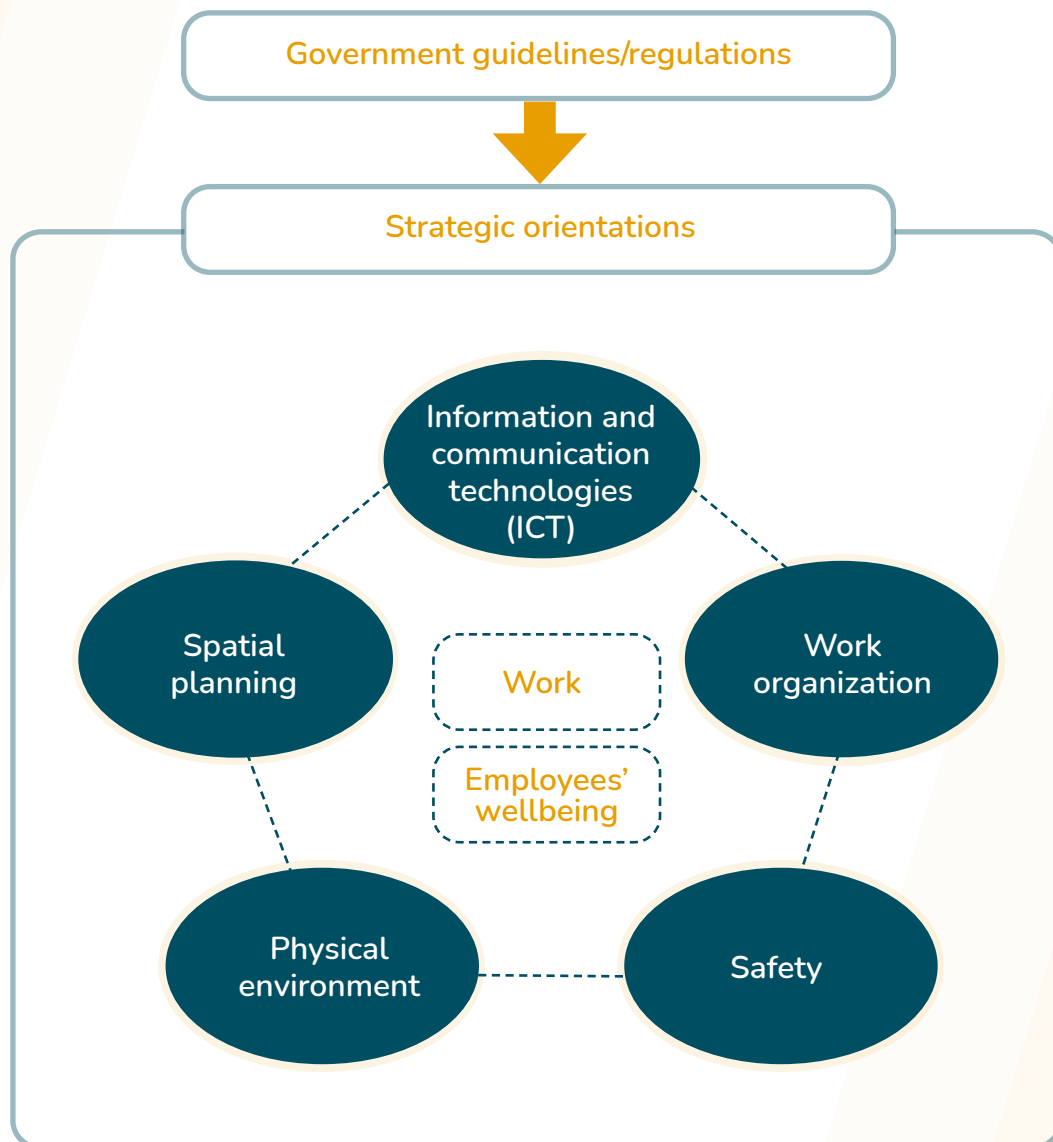 Government guidelines/regulations
Strategic orientations
Information and
communication
technologies
(ICT)
Spatial
planning
Work
organization
Work
Employees’
wellbeing
Physical
environment
Safety